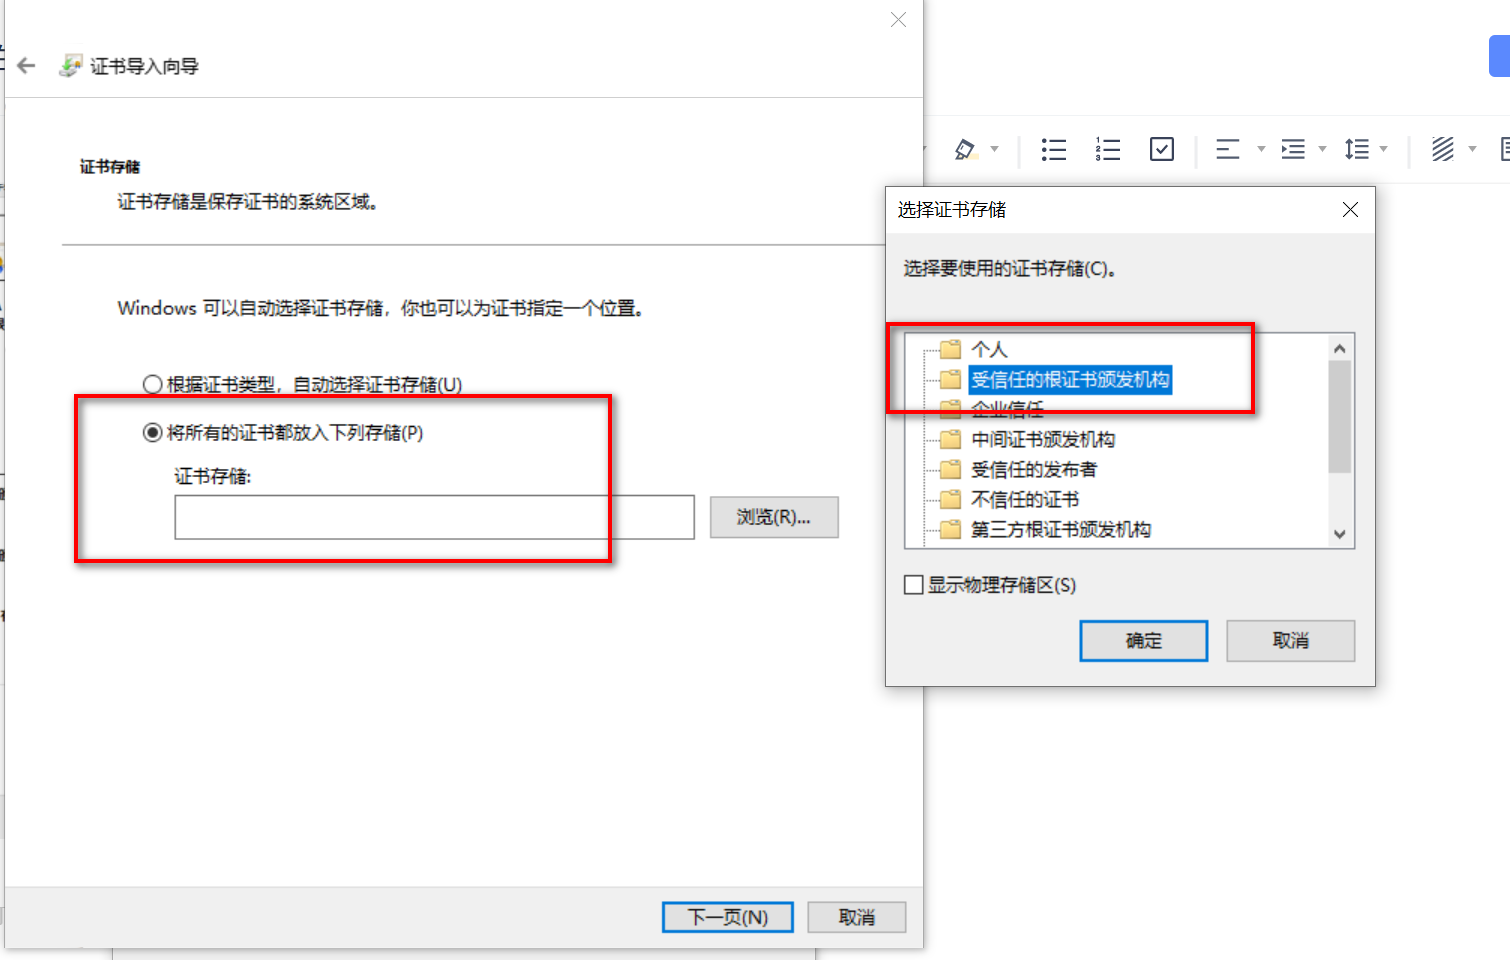 证书导入向导
证书存储
证书存储是保存证书的系统区域。
Windows 可以自动选择证书存储，你也可以为证书指定一个位置。
根据证书类型，自动选择证书存储(U)
将所有的证书都放入下列存储(P)
证书存储:
浏览(R)...
下一页(N)
取消
选择证书存储
选择要使用的证书存储(C)。
个人
受信任的根证书颁发机构
企业信任
中间证书颁发机构
受信任的发布者
不信任的证书
第三方根证书颁发机构
显示物理存储区(S)
确定
取消